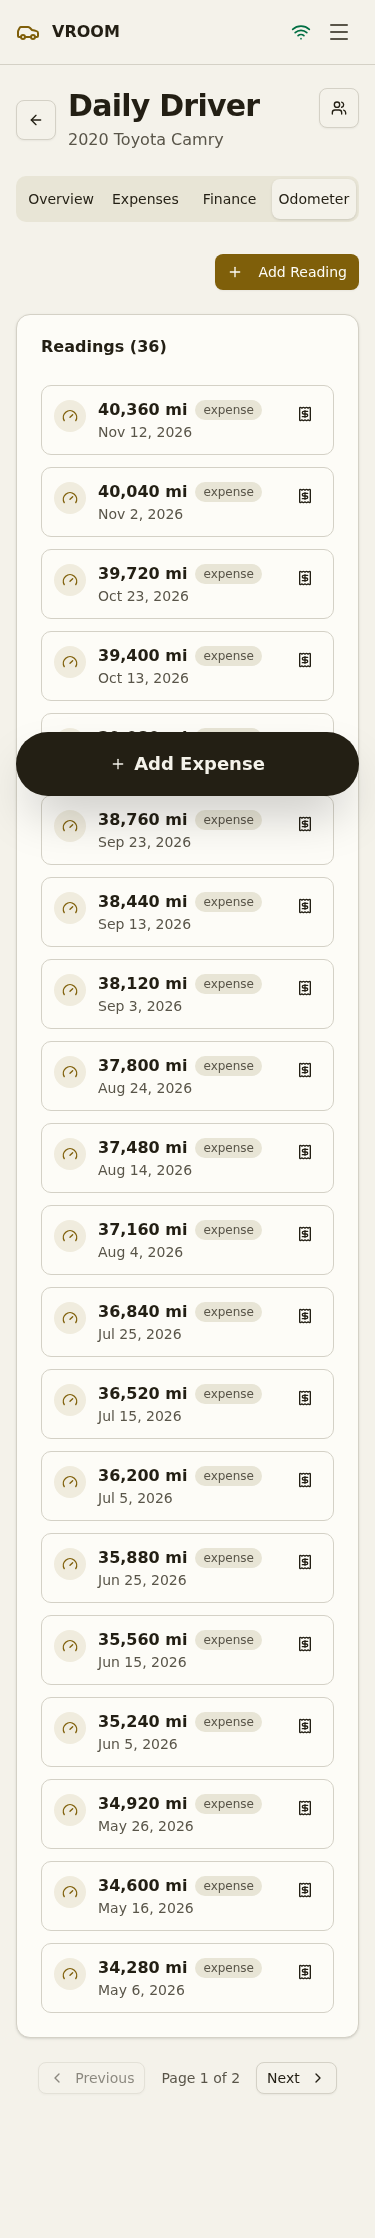 VROOM
Daily Driver
2020 Toyota Camry
Overview Expenses Finance Odometer
Add Reading
Readings (36)
40,360 mi expense
Nov 12, 2026
40,040 mi expense
Nov 2, 2026
39,720 mi expense
Oct 23, 2026
39,400 mi expense
Oct 13, 2026
Add Expense
38,760 mi expense
Sep 23, 2026
38,440 mi expense
Sep 13, 2026
38,120 mi expense
Sep 3, 2026
37,800 mi expense
Aug 24, 2026
37,480 mi expense
Aug 14, 2026
37,160 mi expense
Aug 4, 2026
36,840 mi expense
Jul 25, 2026
36,520 mi expense
Jul 15, 2026
36,200 mi expense
Jul 5, 2026
35,880 mi expense
Jun 25, 2026
35,560 mi expense
Jun 15, 2026
35,240 mi expense
Jun 5, 2026
34,920 mi expense
May 26, 2026
34,600 mi expense
May 16, 2026
34,280 mi expense
May 6, 2026
Previous Page 1 of 2 Next